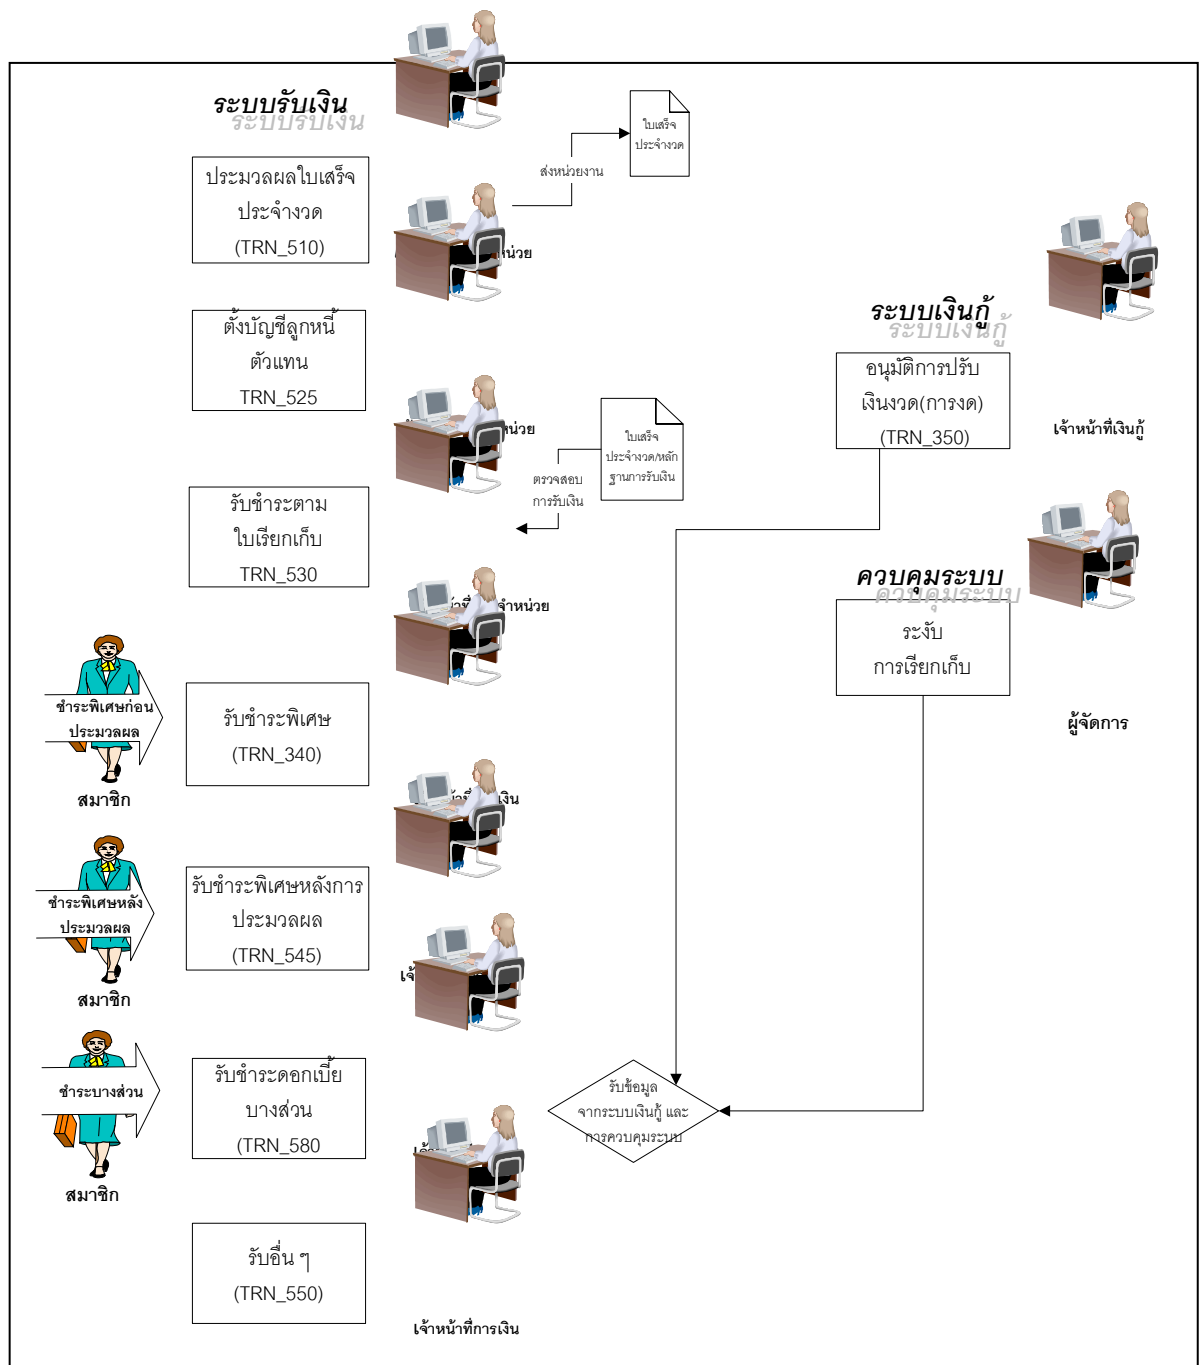 ระบบรับเงิน
ประมวลผลใบเสร็จ
ประจำงวด
(TRN_510)
ส่งหน่วยงาน
ใบเสร็จ
ประจำงวด
หน่วย
ตั้งบัญชีลูกหนี้
ตัวแทน
TRN_525
หน่วย
ใบเสร็จ
ประจำงวด/หลัก
ฐานการรับเงิน
ตรวจสอบ
การรับเงิน
รับชำระตาม
ใบเรียกเก็บ
TRN_530
จำหน่วย
ระบบเงินกู้
อนุมัติการปรับ
เงินงวด(การงด)
(TRN_350)
เจ้าหน้าที่เงินกู้
ควบคุมระบบ
ระงับ
การเรียกเก็บ
ผู้จัดการ
ชำระพิเศษก่อน
ประมวลผล
สมาชิก
รับชำระพิเศษ
(TRN_340)
เงิน
ชำระพิเศษหลัง
ประมวลผล
สมาชิก
รับชำระพิเศษหลังการ
ประมวลผล
(TRN_545)
ชำระบางส่วน
สมาชิก
รับชำระดอกเบี้ย
บางส่วน
(TRN_580
รับข้อมูล
จากระบบเงินกู้ และ
การควบคุมระบบ
รับอื่น ๆ
(TRN_550)
เจ้าหน้าที่การเงิน